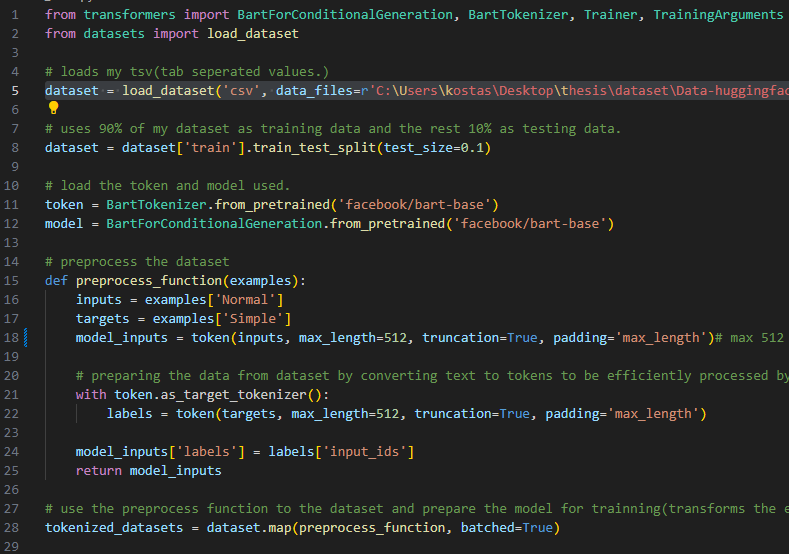 1 from transformers import BartForConditionalGeneration, BartTokenizer, Trainer, TrainingArguments
2 from datasets import load_dataset
3
4 # loads my tsv(tab seperated values.)
5 dataset = load_dataset('csv', data_files=r'C:\Users\kostas\Desktop\thesis\dataset\Data-huggingfac
6
7 # uses 90% of my dataset as training data and the rest 10% as testing data.
8 dataset = dataset['train'].train_test_split(test_size=0.1)
9
10 # load the token and model used.
11 token = BartTokenizer.from_pretrained('facebook/bart-base')
12 model = BartForConditionalGeneration.from_pretrained('facebook/bart-base')
13
14 # preprocess the dataset
15 def preprocess_function(examples):
16     inputs = examples['Normal']
17     targets = examples['Simple']
18     model_inputs = token(inputs, max_length=512, truncation=True, padding='max_length')# max 512
19
20     # preparing the data from dataset by converting text to tokens to be efficiently processed by
21     with token.as_target_tokenizer():
22         labels = token(targets, max_length=512, truncation=True, padding='max_length')
23
24     model_inputs['labels'] = labels['input_ids']
25     return model_inputs
26
27 # use the preprocess function to the dataset and prepare the model for trainning(transforms the e
28 tokenized_datasets = dataset.map(preprocess_function, batched=True)
29